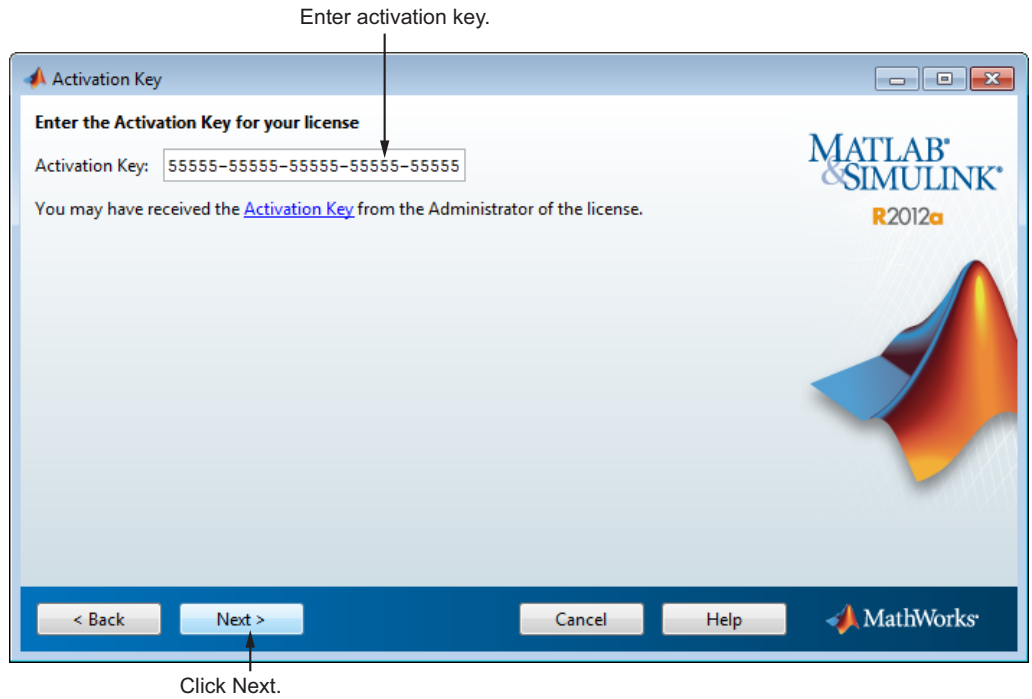 Enter activation key.
Activation Key
Enter the Activation Key for your license
Activation Key: 55555-55555-55555-55555-55555
You may have received the Activation Key from the Administrator of the license.
MATLAB®
&SIMULINK®
R2012a
< Back Next > Cancel Help MathWorks®
Click Next.